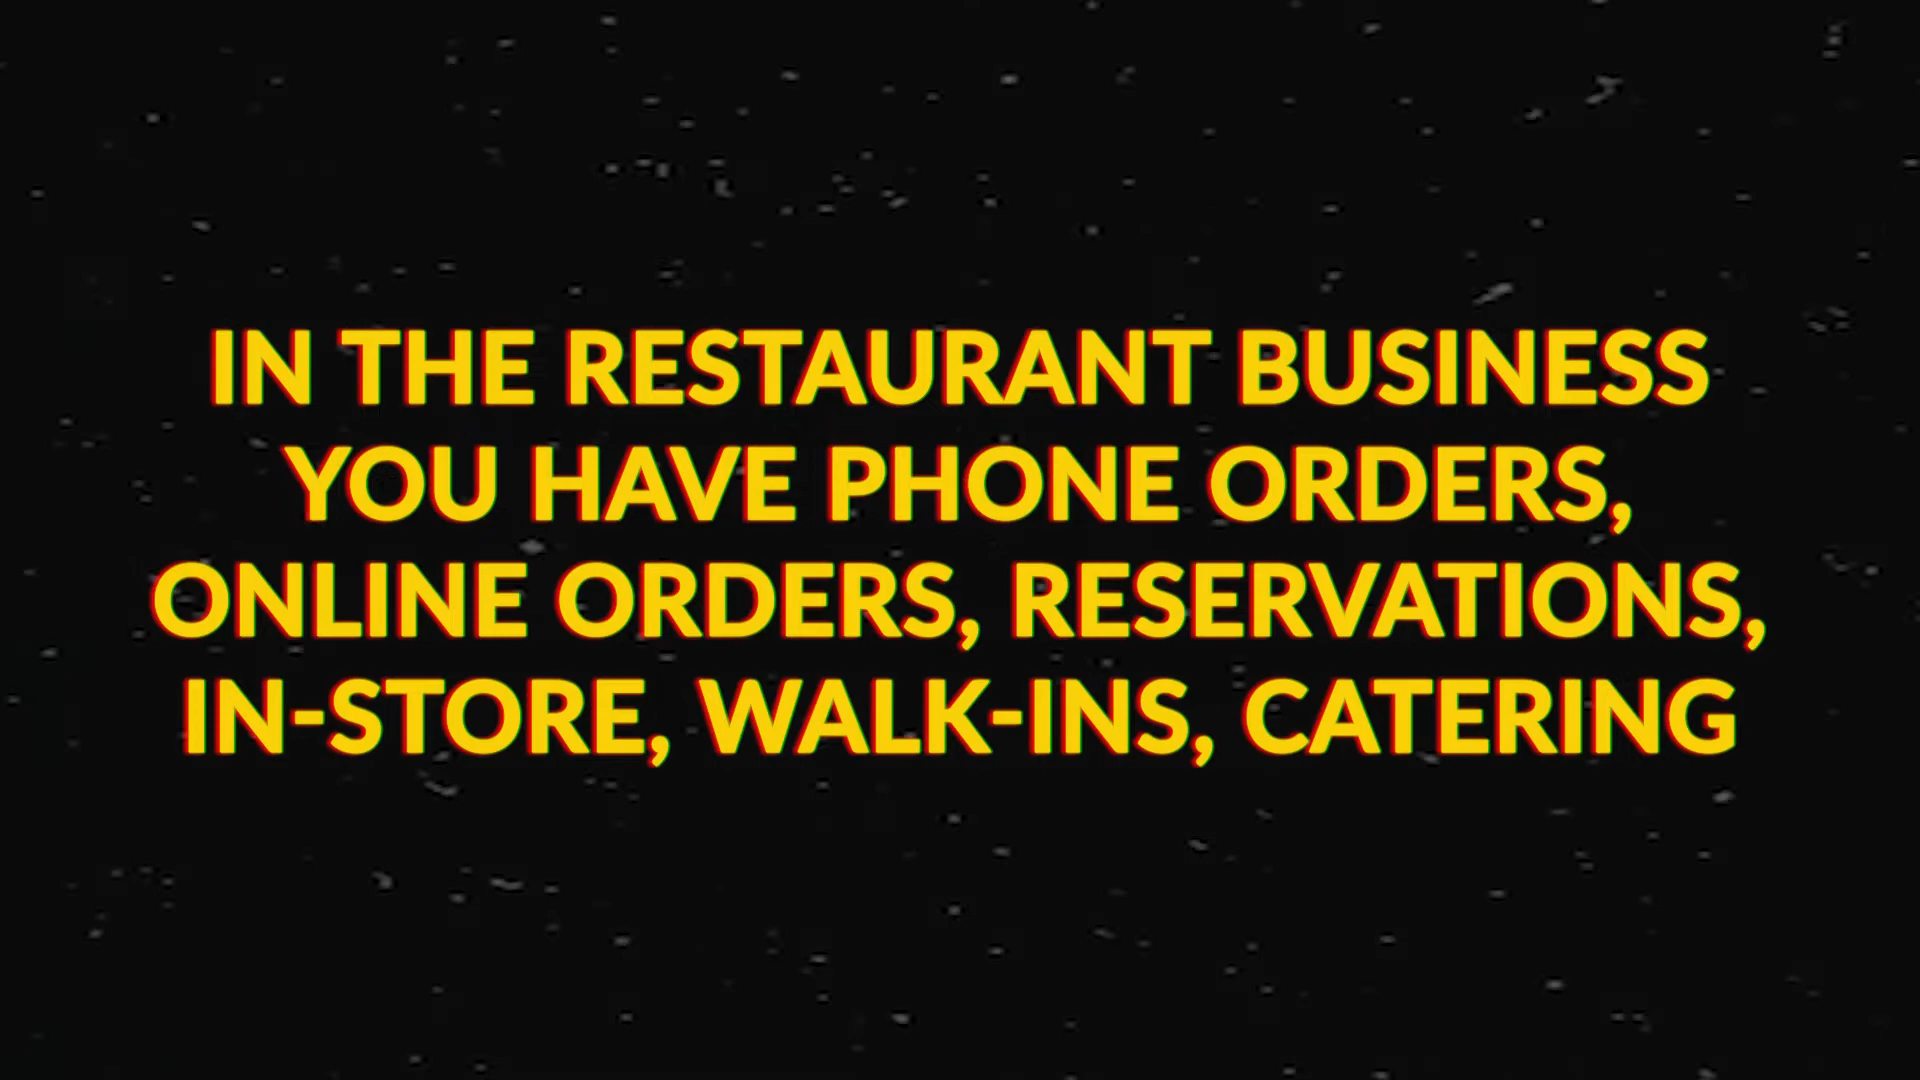 IN THE RESTAURANT BUSINESS
YOU HAVE PHONE ORDERS,
ONLINE ORDERS, RESERVATIONS,
IN-STORE, WALK-INS, CATERING